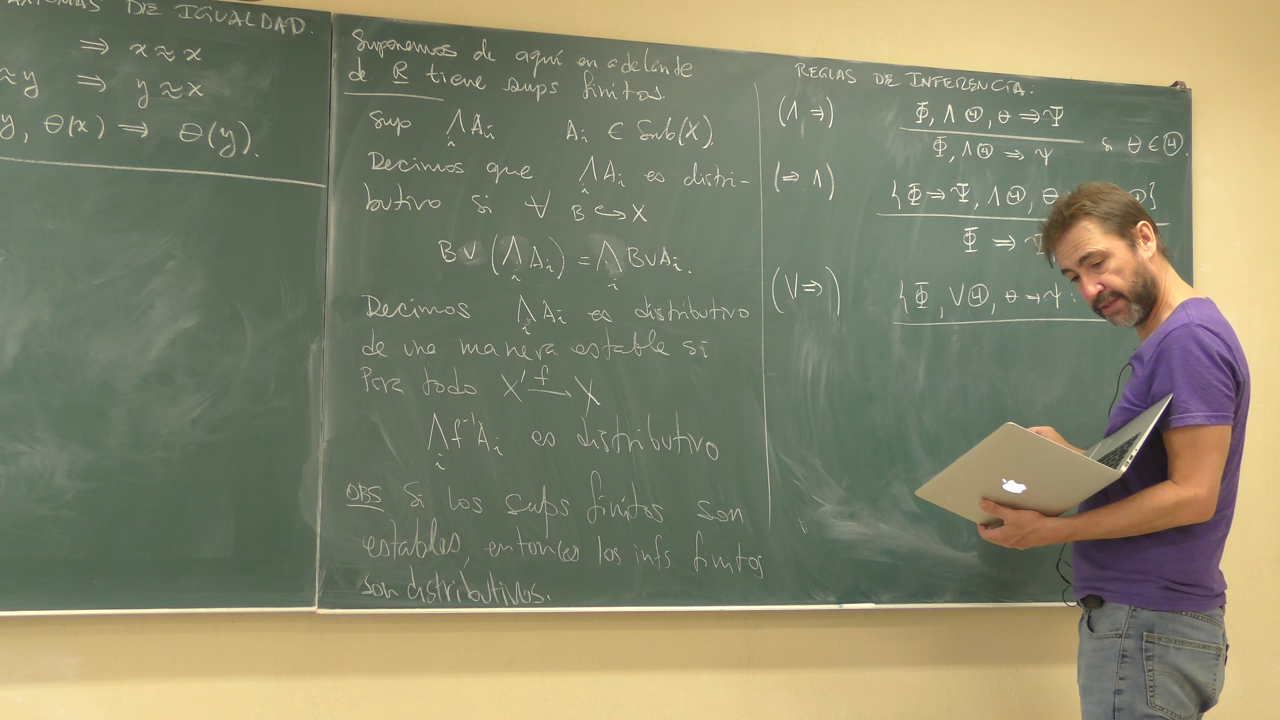 AXIOMAS DE IGUALDAD.
⇒ x ≈ x
≈ y ⇒ y ≈ x
y, θ(x) ⇒ θ(y).
Suponemos de aquí en adelante
de R tiene sups finitos.
Sup ⋀ᵢ Aᵢ Aᵢ ∈ Sub(X).
Decimos que ⋀ᵢ Aᵢ es distri-
butivo si ∀ B ↪ X
B ∨ (⋀ᵢ Aᵢ) = ⋀ᵢ B ∨ Aᵢ.
Decimos ⋀ᵢ Aᵢ es distributivo
de una manera estable si
Para todo X' →f X
⋀ᵢ f⁻¹Aᵢ es distributivo
OBS Si los sups finitos son
estables, entonces los infs finitos
son distributivos.
REGLAS DE INFERENCIA:
(⋀ ⇒) Φ, ⋀Θ, θ ⇒ Ψ
Φ, ⋀Θ ⇒ Ψ si θ ∈ Θ.
(⇒ ⋀) {Φ ⇒ Ψ, ⋀Θ, θ Θ}
Φ ⇒
(⋁ ⇒) {Φ, ⋁Θ, θ ⇒ Ψ :